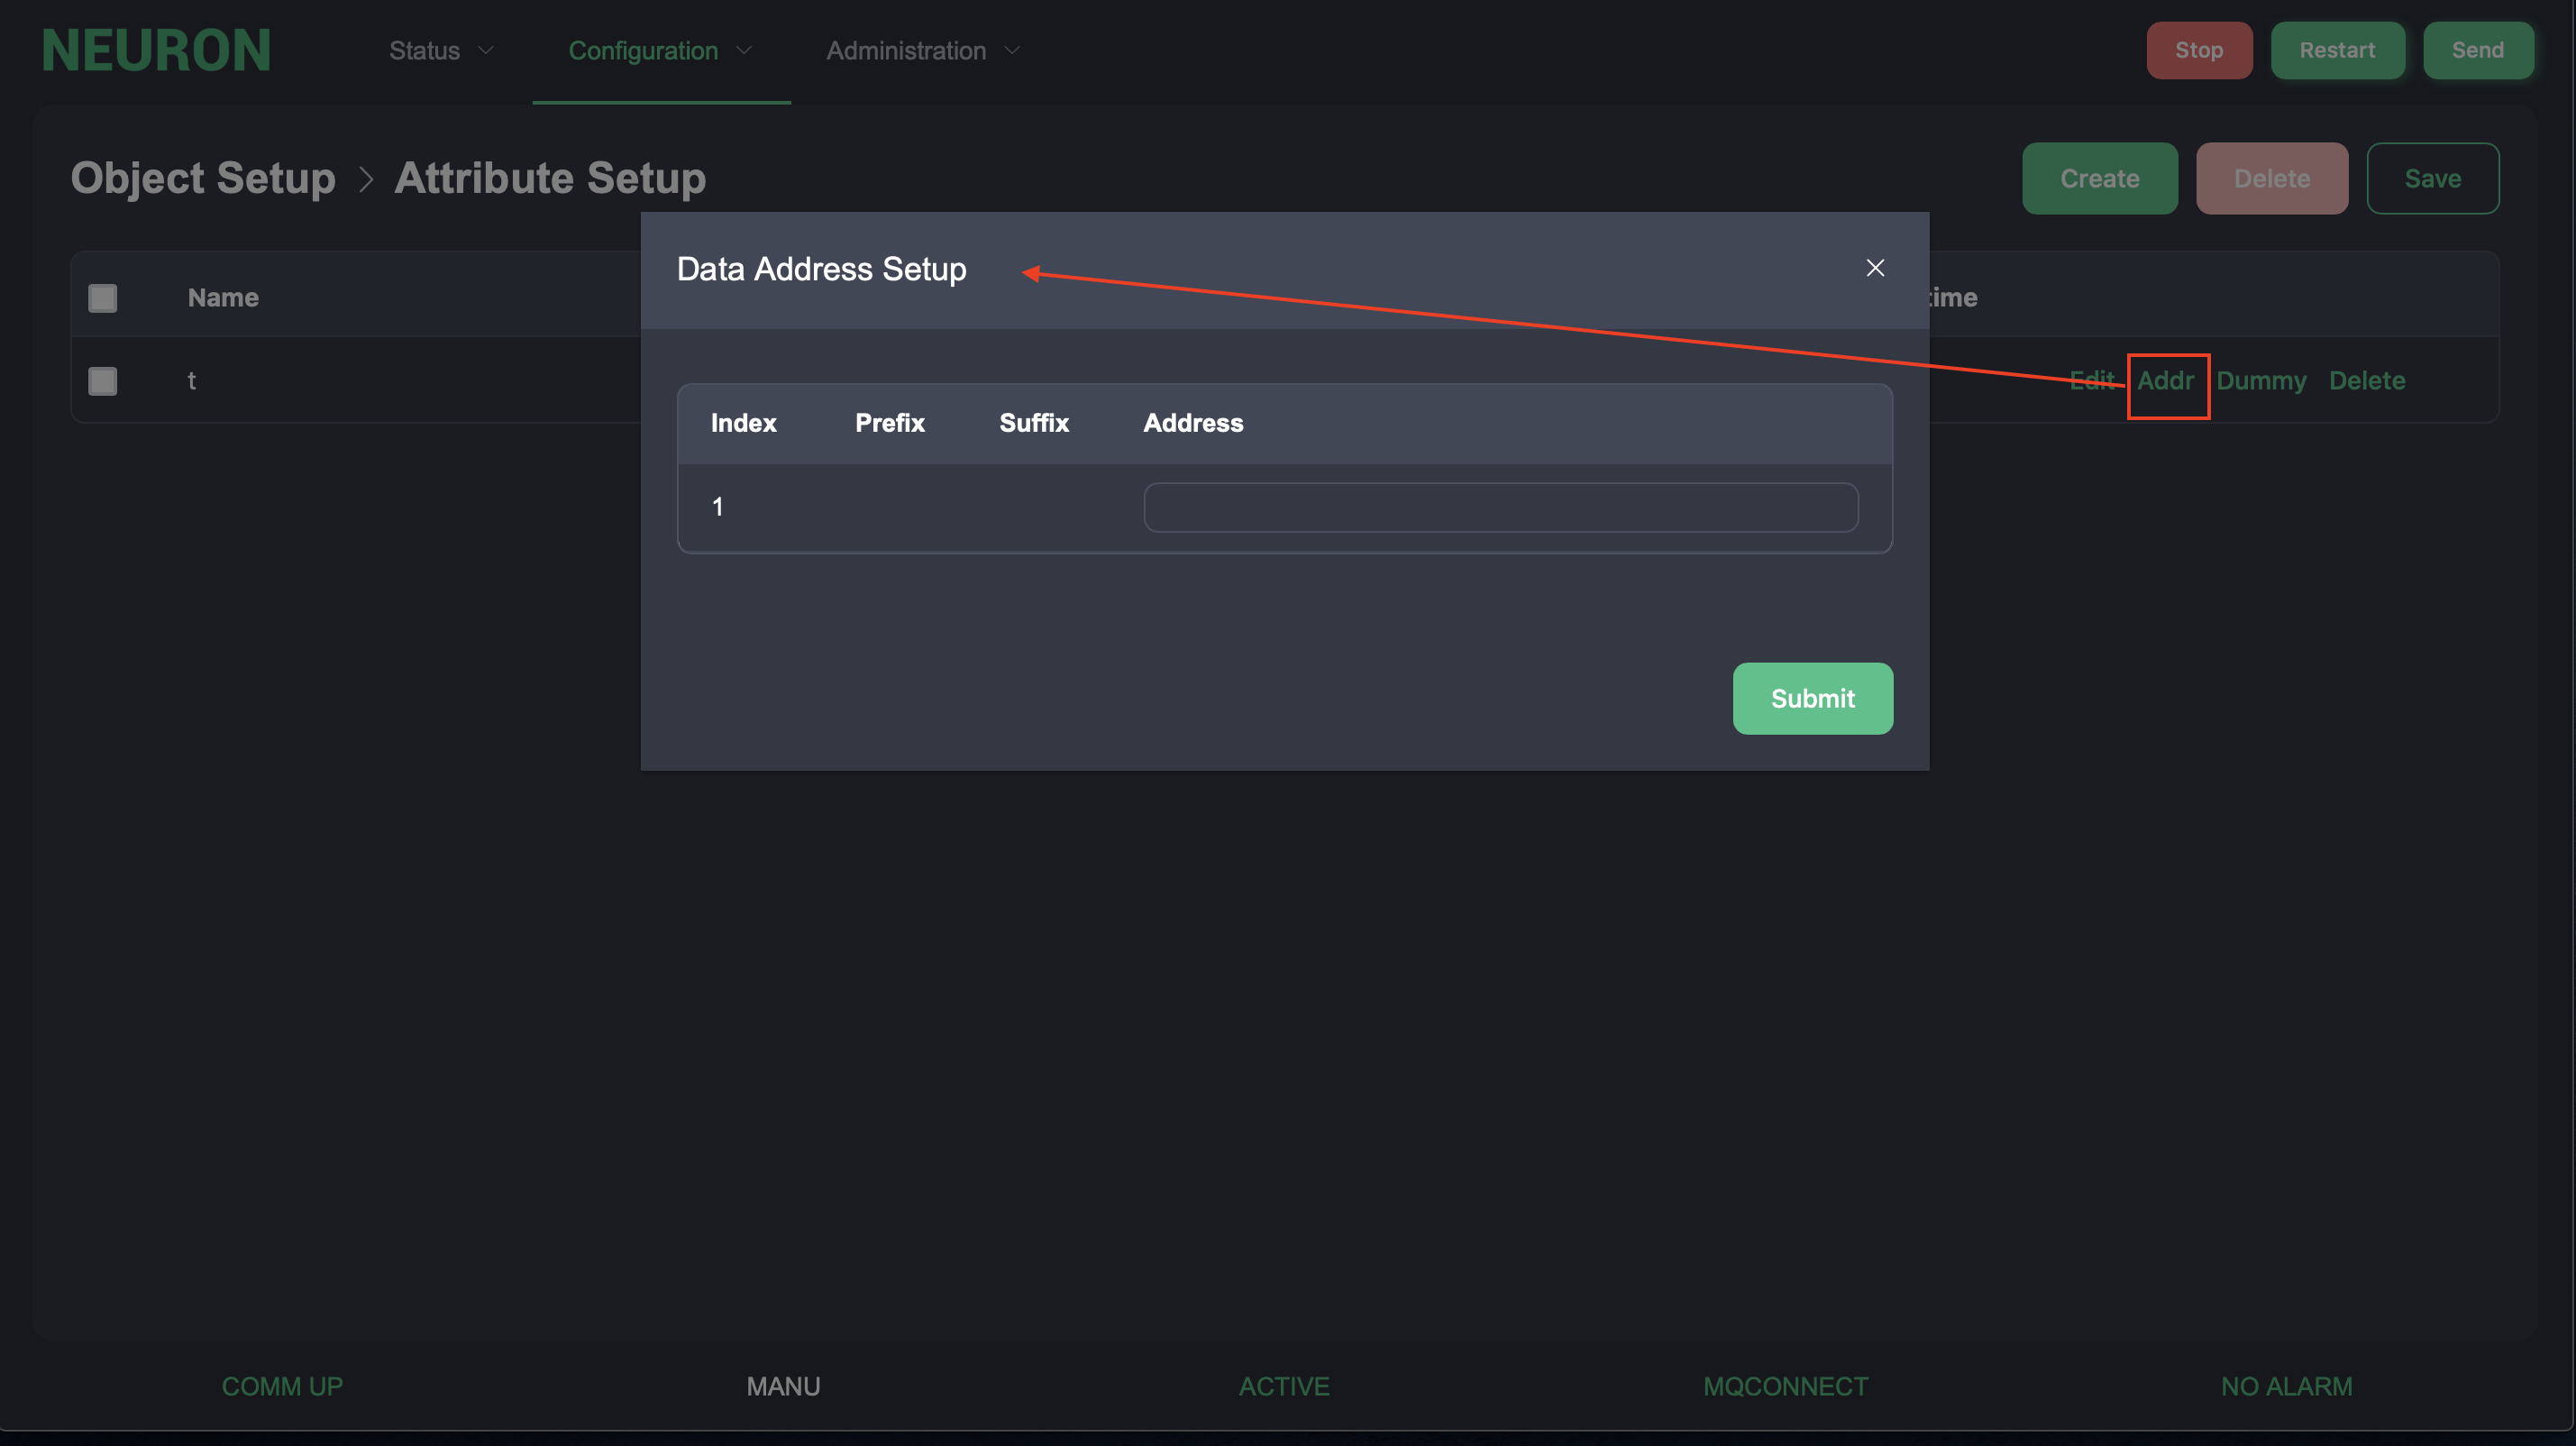 NEURON Status Configuration Administration Stop Restart Send
Object Setup > Attribute Setup Create Delete Save
Data Address Setup
Name time
t Edit Addr Dummy Delete
Index Prefix Suffix Address
1
Submit
COMM UP MANU ACTIVE MQCONNECT NO ALARM